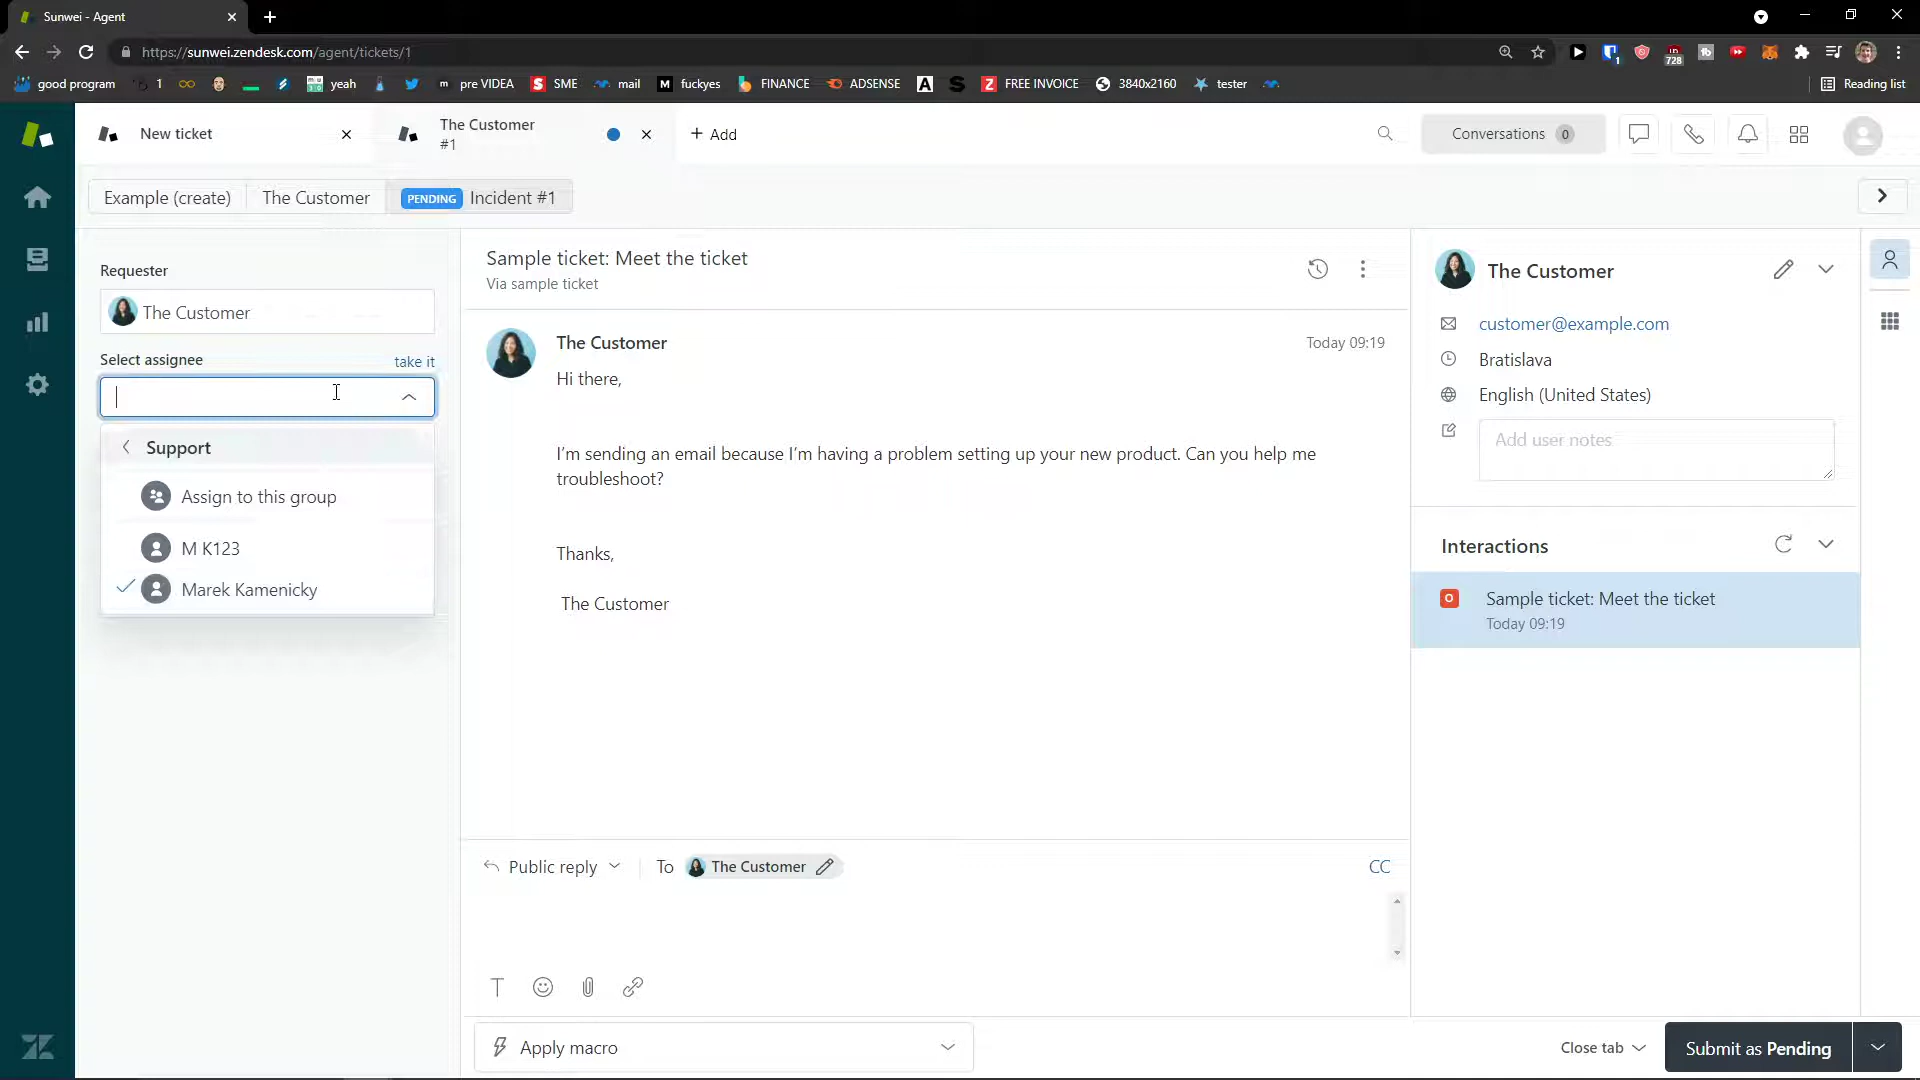 Sunwei - Agent
https://sunwei.zendesk.com/agent/tickets/1
1
728
good program
1
yeah
pre VIDEA
SME
mail
fuckyes
FINANCE
ADSENSE
FREE INVOICE
3840x2160
tester
Reading list
New ticket
The Customer
#1
+ Add
Conversations 0
Example (create)
The Customer
PENDING Incident #1
Requester
The Customer
Select assignee
take it
Support
Assign to this group
M K123
Marek Kamenicky
Sample ticket: Meet the ticket
Via sample ticket
The Customer
Today 09:19
Hi there,
I'm sending an email because I'm having a problem setting up your new product. Can you help me
troubleshoot?
Thanks,
The Customer
Public reply
To
The Customer
CC
Apply macro
The Customer
customer@example.com
Bratislava
English (United States)
Add user notes
Interactions
O
Sample ticket: Meet the ticket
Today 09:19
Close tab
Submit as Pending